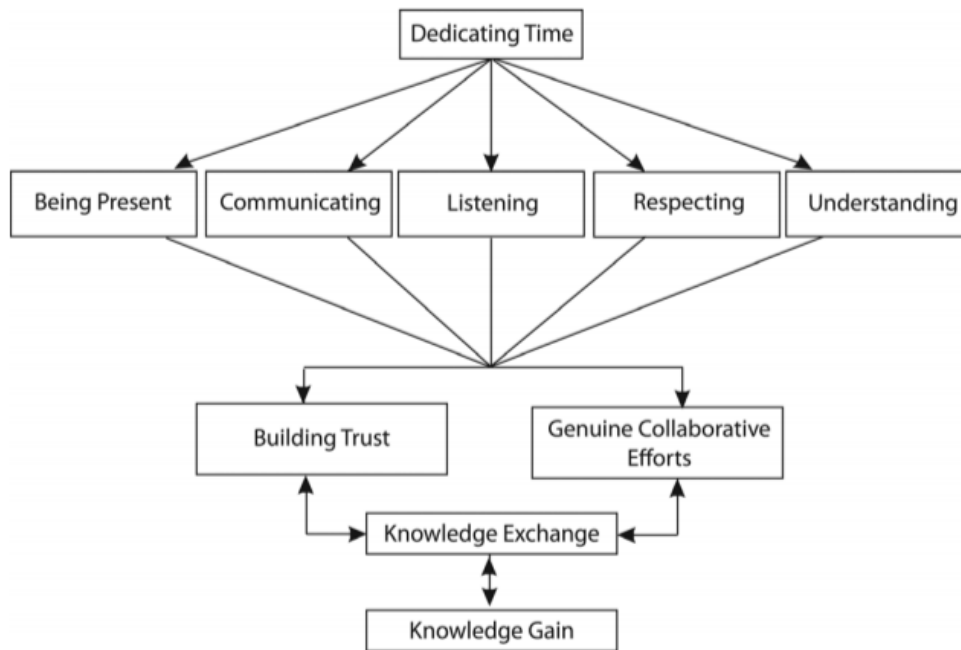 Dedicating Time
Being Present
Communicating
Listening
Respecting
Understanding
Building Trust
Genuine Collaborative
Efforts
Knowledge Exchange
Knowledge Gain